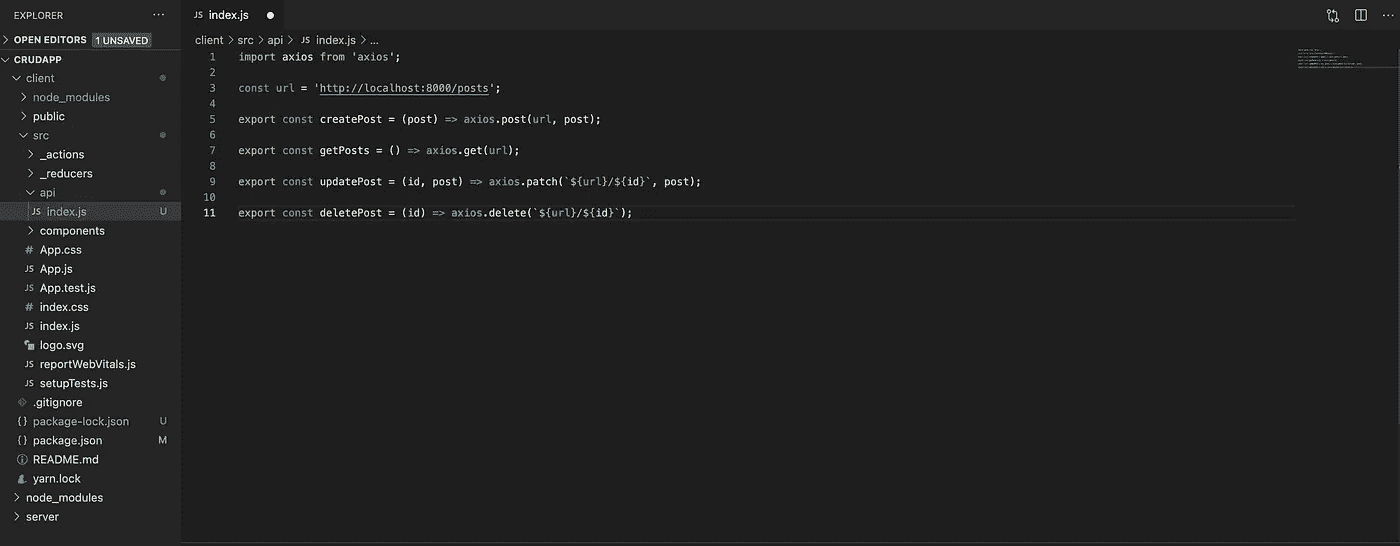 EXPLORER
OPEN EDITORS 1 UNSAVED
CRUDAPP
client
node_modules
public
src
_actions
_reducers
api
JS index.js U
components
# App.css
JS App.js
JS App.test.js
# index.css
JS index.js
logo.svg
JS reportWebVitals.js
JS setupTests.js
.gitignore
{} package-lock.json U
{} package.json M
README.md
yarn.lock
node_modules
server
JS index.js
client > src > api > JS index.js > ...
1 import axios from 'axios';
2
3 const url = 'http://localhost:8000/posts';
4
5 export const createPost = (post) => axios.post(url, post);
6
7 export const getPosts = () => axios.get(url);
8
9 export const updatePost = (id, post) => axios.patch(`${url}/${id}`, post);
10
11 export const deletePost = (id) => axios.delete(`${url}/${id}`);